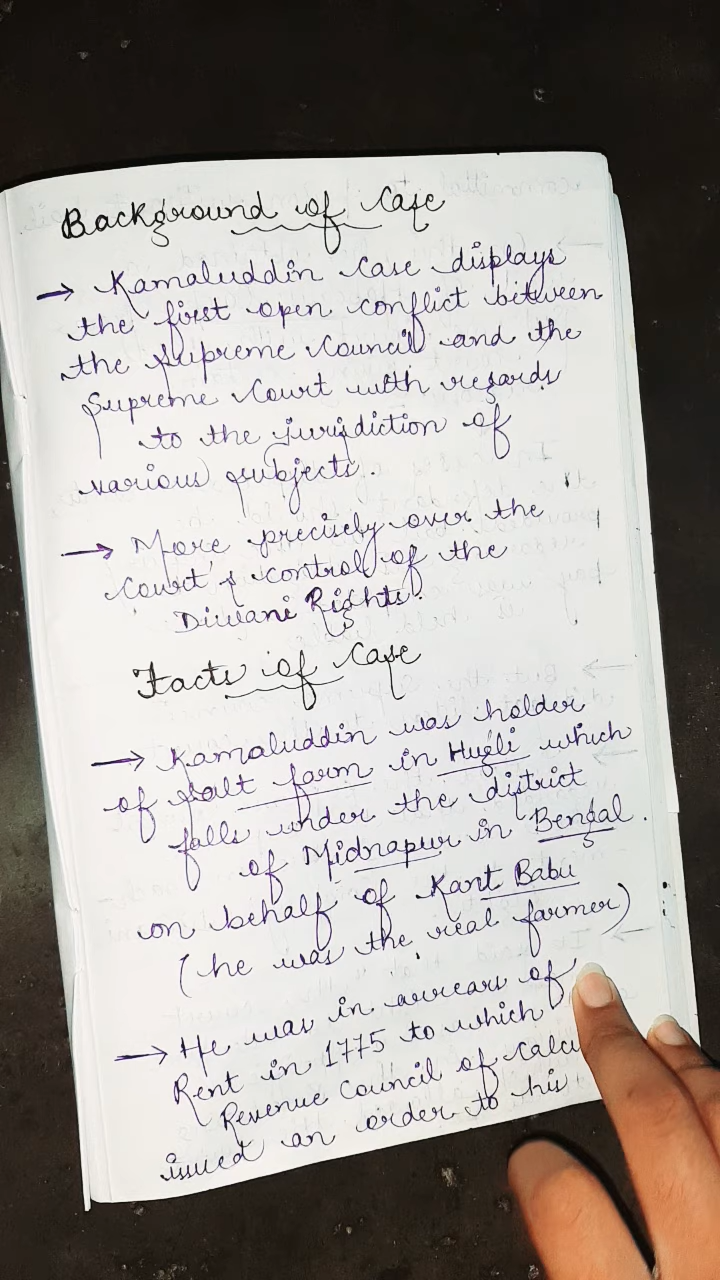 Background of Case
→ Kamaluddin Case displays
the first open conflict between
the Supreme Council and the
Supreme Court with regards
to the jurisdiction of
various subjects.
→ More precisely over the
Court's control of the
Diwani Rights.
Facts of Case
→ Kamaluddin was holder
of salt farm in Hugli which
falls under the district
of Midnapur in Bengal.
on behalf of Kant Babu
(he was the real farmer)
→ He was in arrears of
Rent in 1775 to which
Revenue Council of Calcu
issued an order to his